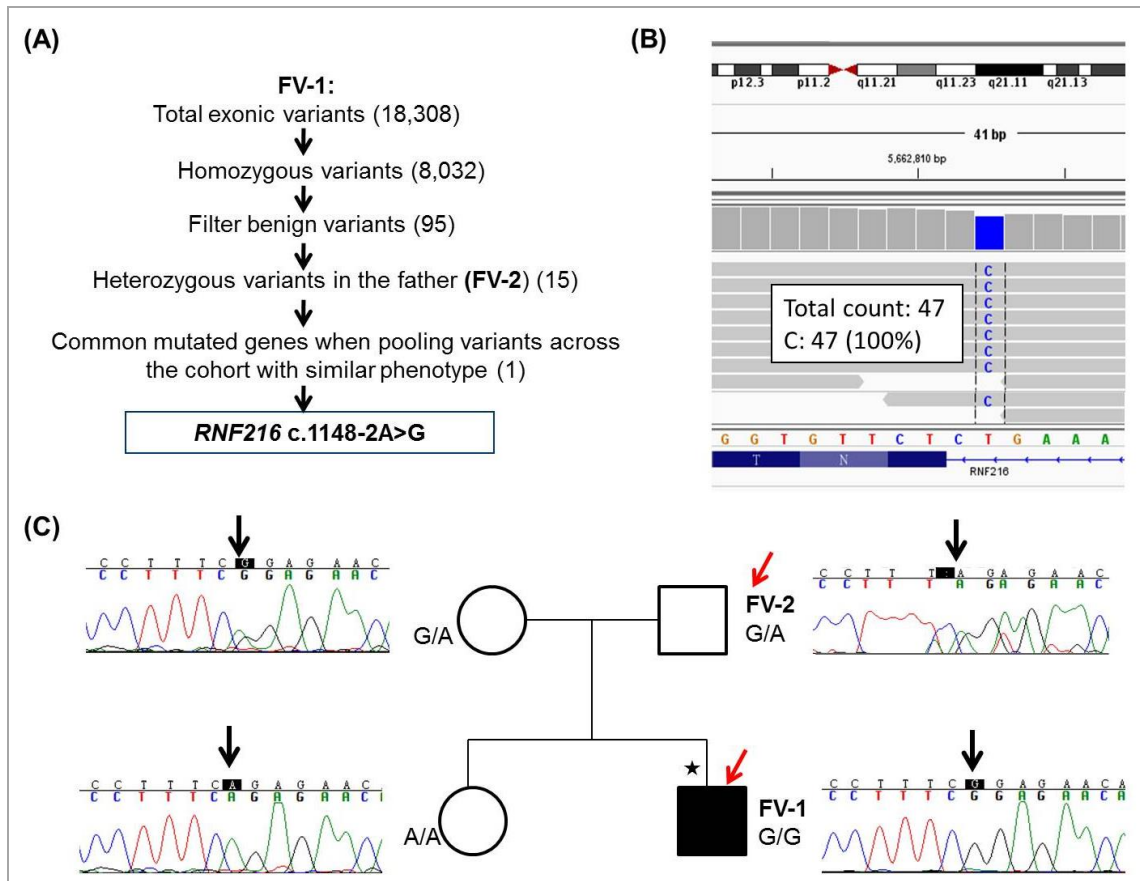 (A)
FV-1:
Total exonic variants (18,308)
Homozygous variants (8,032)
Filter benign variants (95)
Heterozygous variants in the father (FV-2) (15)
Common mutated genes when pooling variants across
the cohort with similar phenotype (1)
RNF216 c.1148-2A>G
(B)
p12.3 p11.2 q11.21 q11.23 q21.11 q21.13
41 bp
5,662,810 bp
C
C
C
C
C
C
C
C
Total count: 47
C: 47 (100%)
G G T G T T C T C T G A A A
T N
RNF216
(C)
C C T T T C G G A G A A C
C C T T T C G G A G A A C
G/A
FV-2
G/A
C C T T T A G A G A A C
C C T T T A G A G A A C
C C T T T C A G A G A A C
C C T T T C A G A G A A C
A/A
★
FV-1
G/G
C C T T T C G G A G A A C A
C C T T T C G G A G A A C A